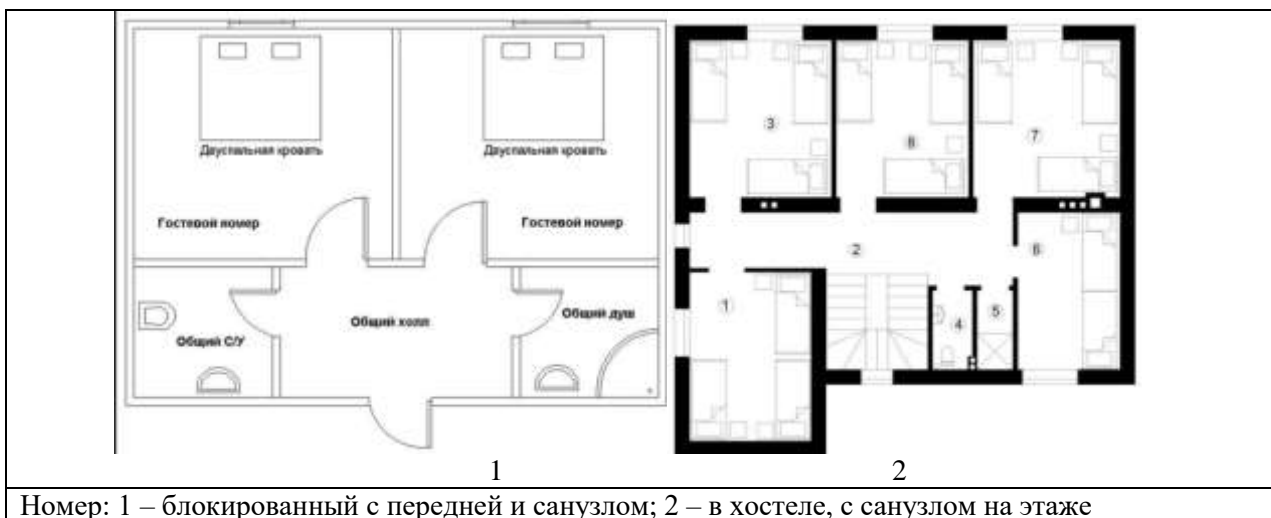 Двуспальная кровать
Двуспальная кровать
Гостевой номер
Гостевой номер
Общий холл
Общий душ
Общий С/У
3
8
7
2
6
1
4
5
1
2
Номер: 1 – блокированный с передней и санузлом; 2 – в хостеле, с санузлом на этаже